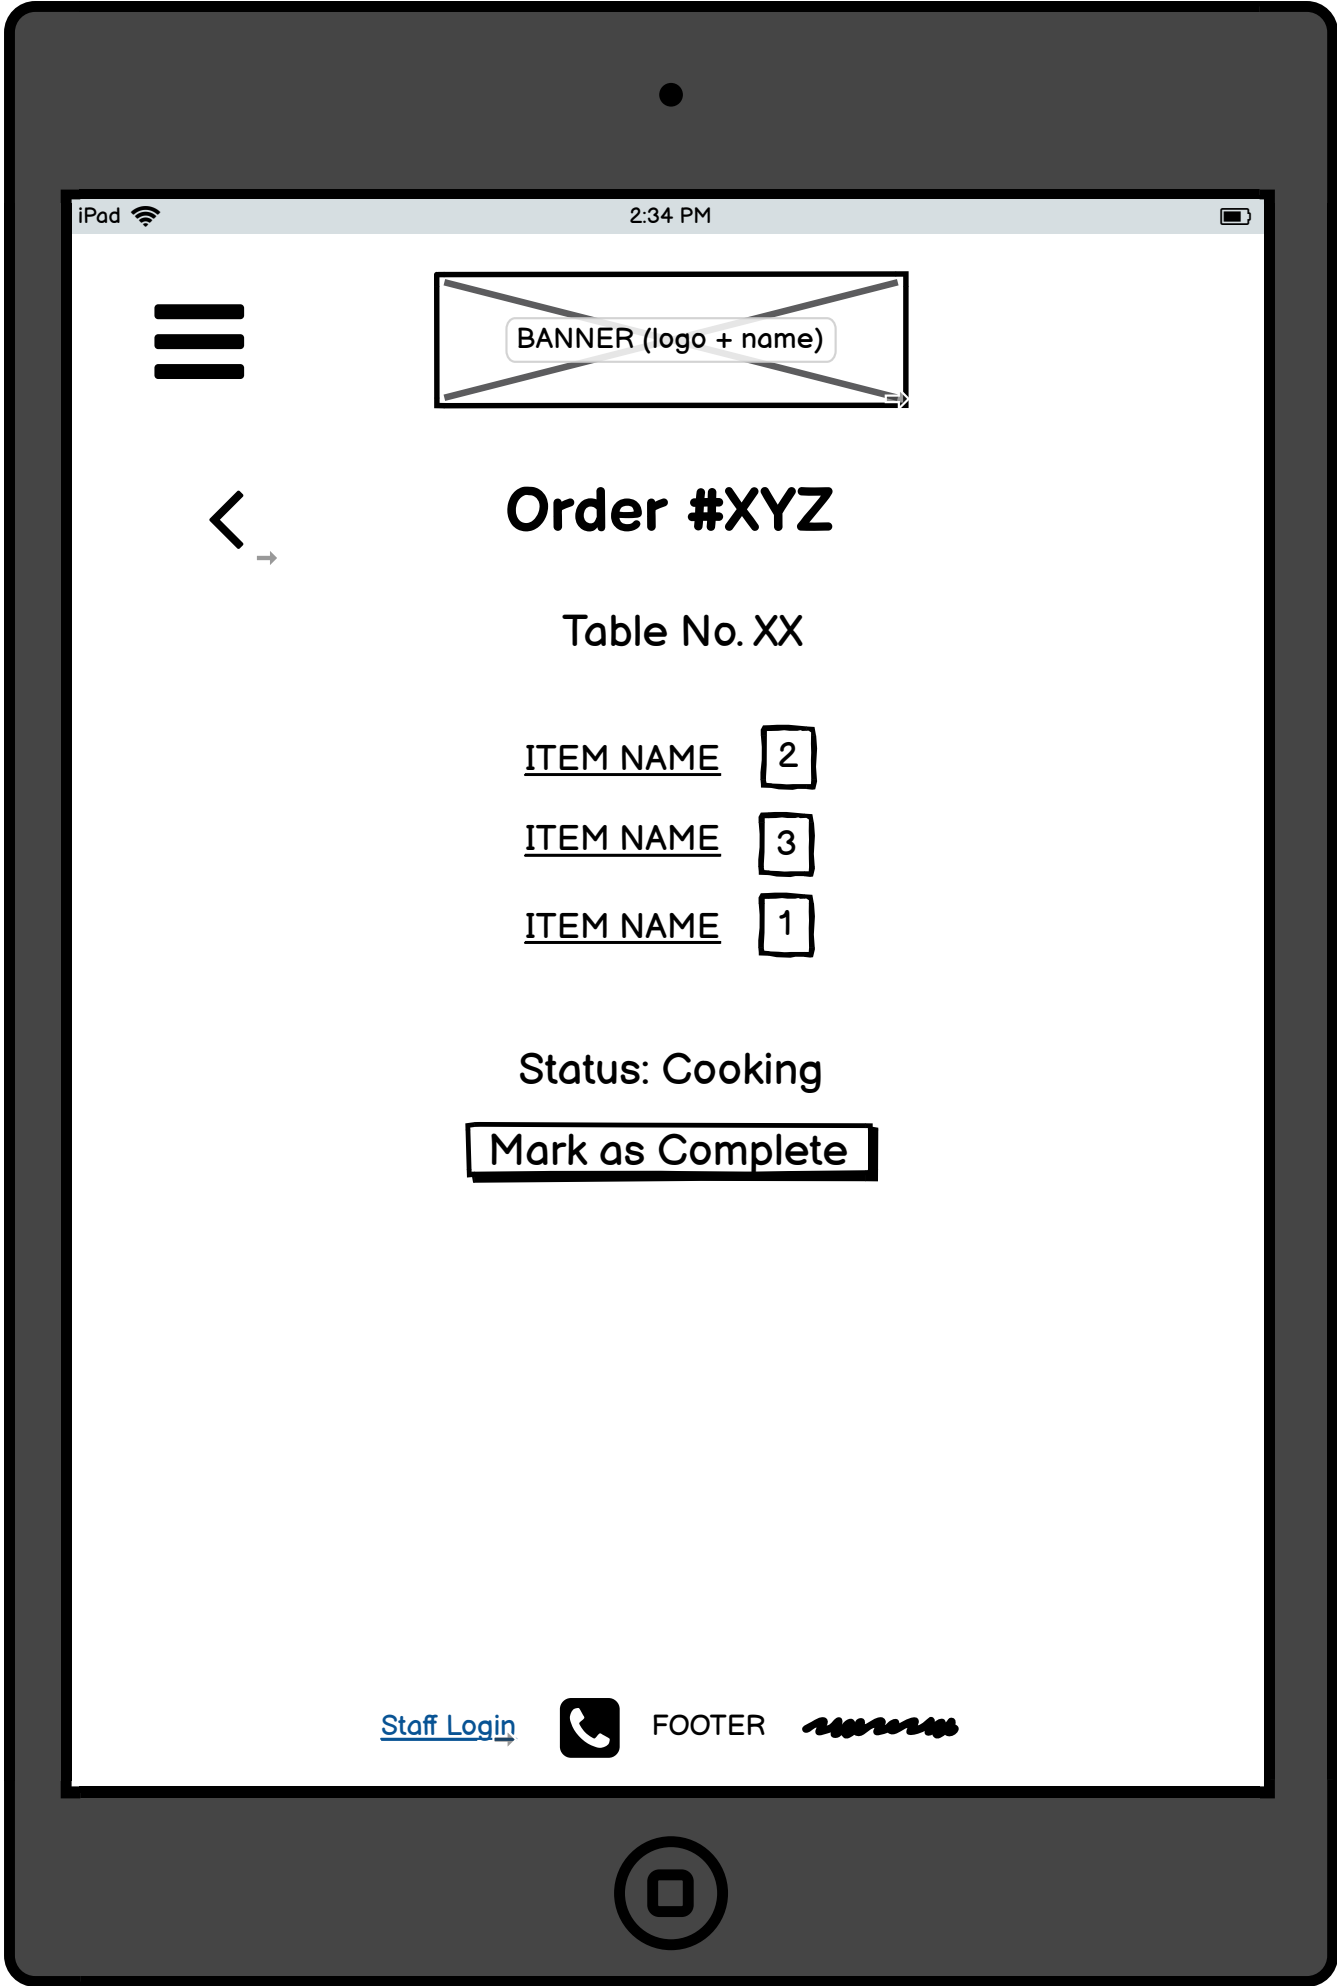 iPad 2:34 PM
BANNER (logo + name)
Order #XYZ
Table No. XX
ITEM NAME 2
ITEM NAME 3
ITEM NAME 1
Status: Cooking
Mark as Complete
Staff Login FOOTER